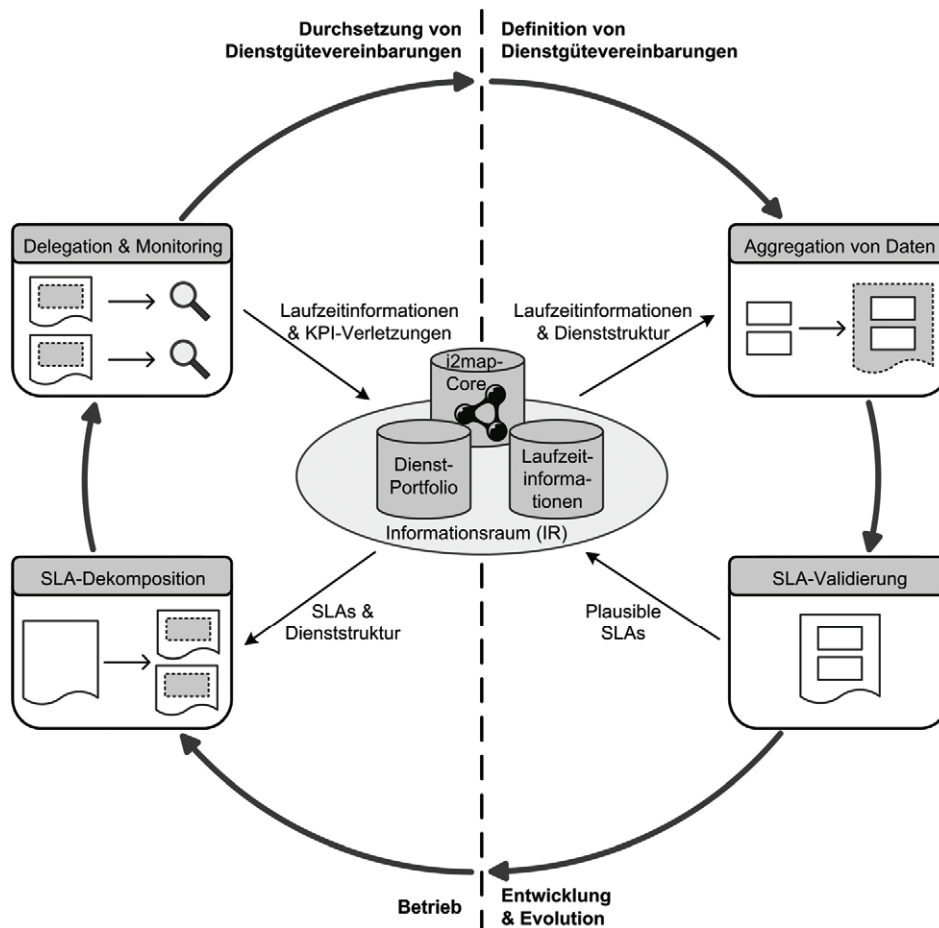 Durchsetzung von
Dienstgütevereinbarungen
Definition von
Dienstgütevereinbarungen
Delegation & Monitoring
Aggregation von Daten
Laufzeitinformationen
& KPI-Verletzungen
Laufzeitinformationen
& Dienststruktur
i2map-
Core
Dienst-
Portfolio
Laufzeit-
informa-
tionen
Informationsraum (IR)
SLA-Dekomposition
SLA-Validierung
SLAs &
Dienststruktur
Plausible
SLAs
Betrieb
Entwicklung
& Evolution